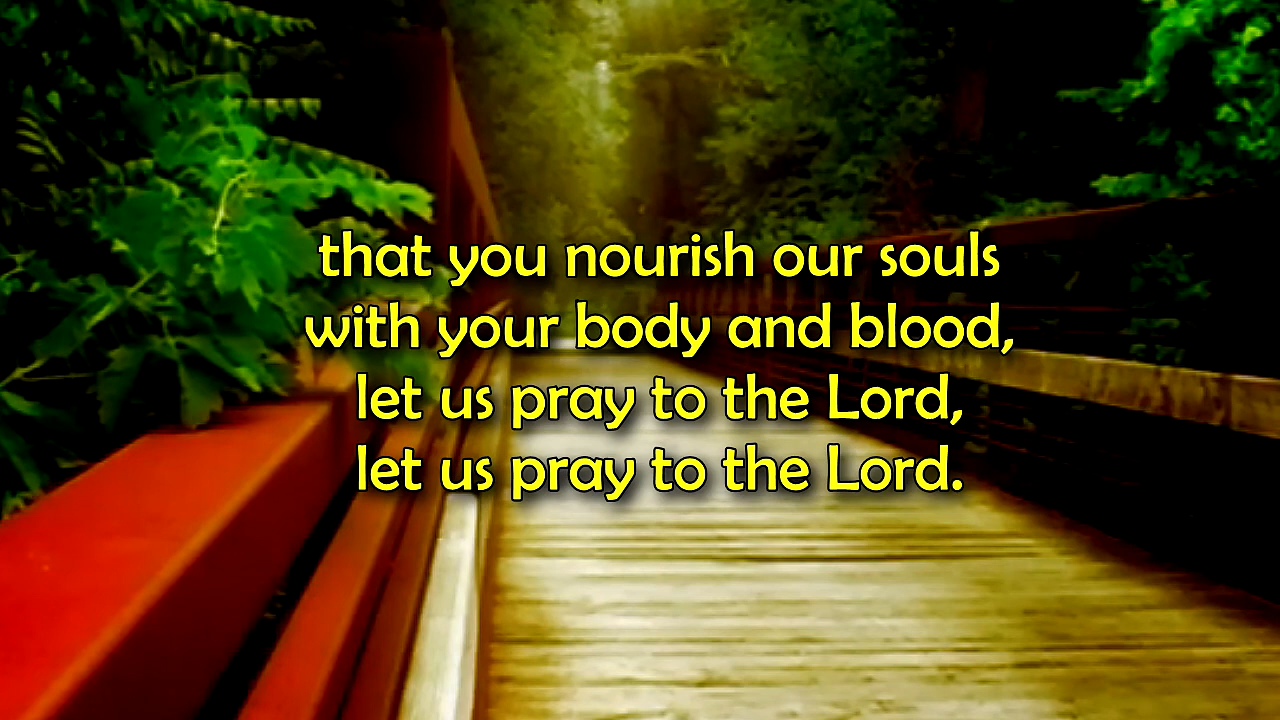 that you nourish our souls
with your body and blood,
let us pray to the Lord,
let us pray to the Lord.